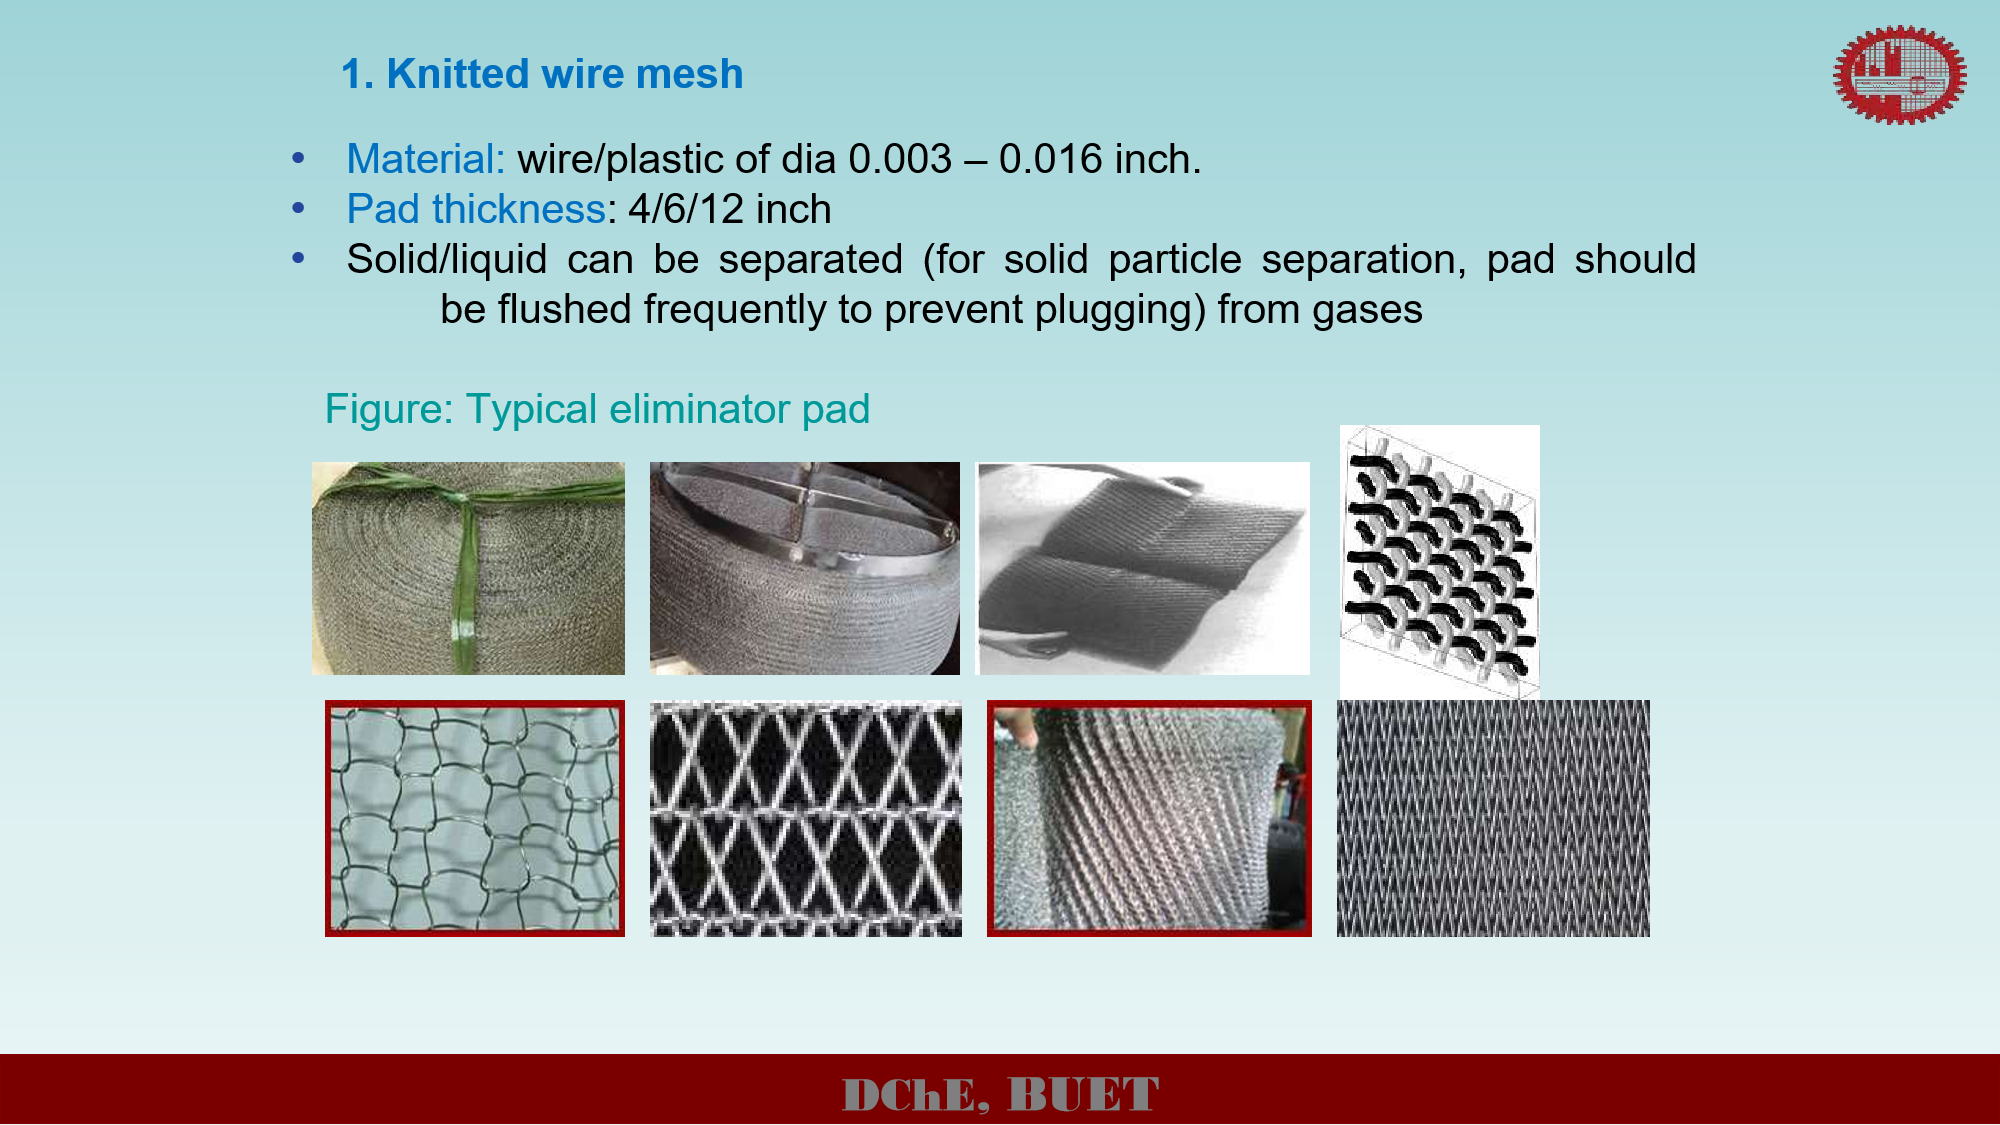 1. Knitted wire mesh
• Material: wire/plastic of dia 0.003 – 0.016 inch.
• Pad thickness: 4/6/12 inch
• Solid/liquid can be separated (for solid particle separation, pad should
be flushed frequently to prevent plugging) from gases
Figure: Typical eliminator pad
DChE, BUET